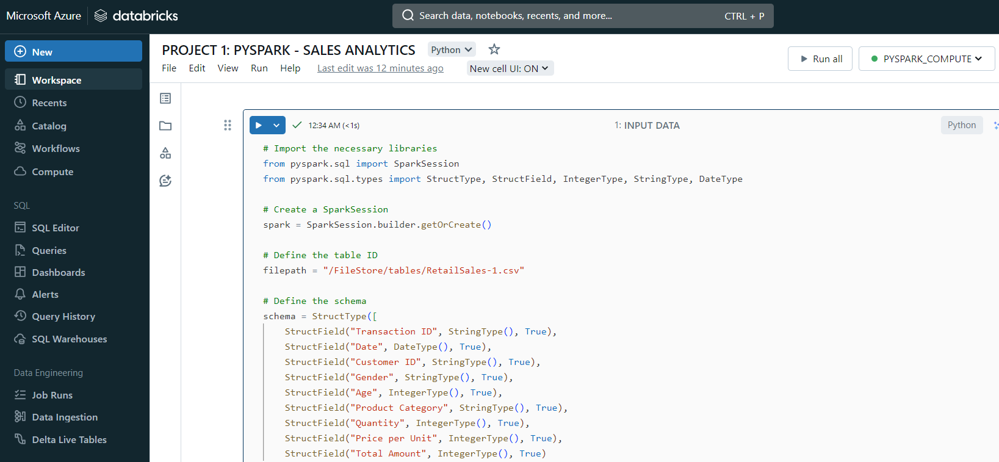 Microsoft Azure databricks
Search data, notebooks, recents, and more... CTRL + P
New
Workspace
Recents
Catalog
Workflows
Compute
SQL
SQL Editor
Queries
Dashboards
Alerts
Query History
SQL Warehouses
Data Engineering
Job Runs
Data Ingestion
Delta Live Tables
PROJECT 1: PYSPARK - SALES ANALYTICS Python
File Edit View Run Help Last edit was 12 minutes ago New cell UI: ON
Run all PYSPARK_COMPUTE
12:34 AM (<1s) 1: INPUT DATA Python
# Import the necessary libraries
from pyspark.sql import SparkSession
from pyspark.sql.types import StructType, StructField, IntegerType, StringType, DateType
# Create a SparkSession
spark = SparkSession.builder.getOrCreate()
# Define the table ID
filepath = "/FileStore/tables/RetailSales-1.csv"
# Define the schema
schema = StructType([
StructField("Transaction ID", StringType(), True),
StructField("Date", DateType(), True),
StructField("Customer ID", StringType(), True),
StructField("Gender", StringType(), True),
StructField("Age", IntegerType(), True),
StructField("Product Category", StringType(), True),
StructField("Quantity", IntegerType(), True),
StructField("Price per Unit", IntegerType(), True),
StructField("Total Amount", IntegerType(), True)